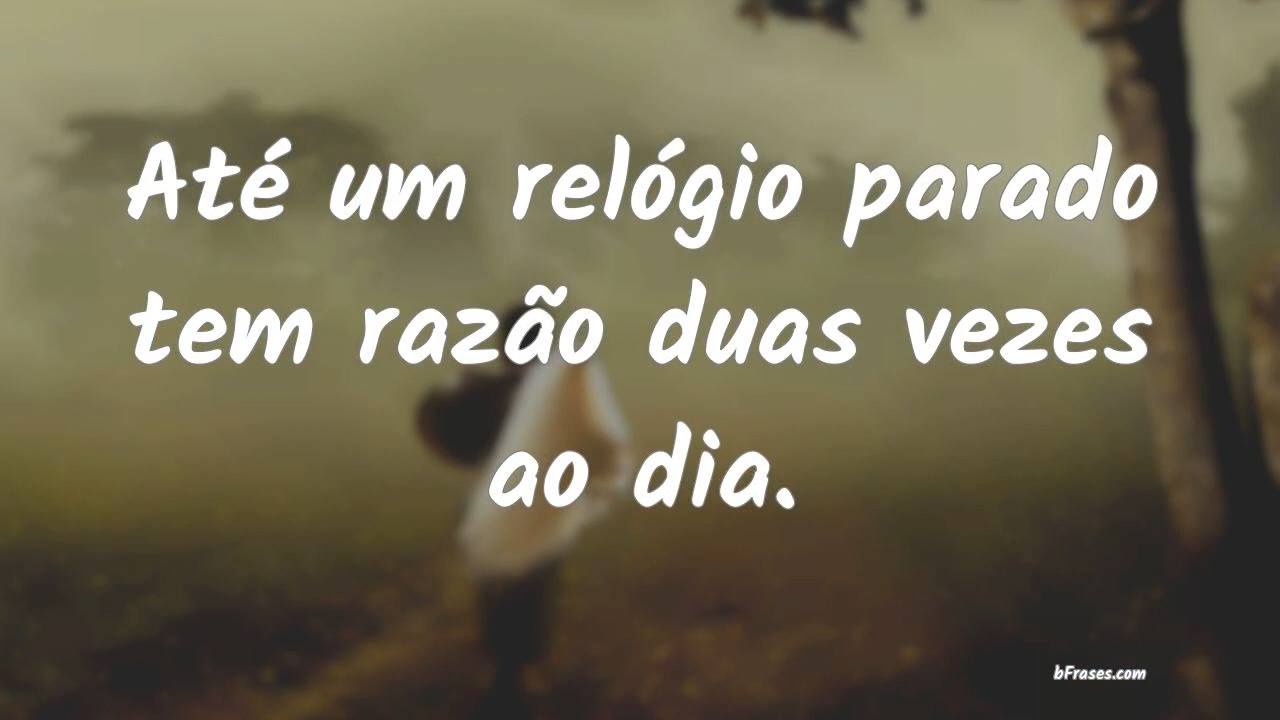 Até um relógio parado
tem razão duas vezes
ao dia.
bFrases.com